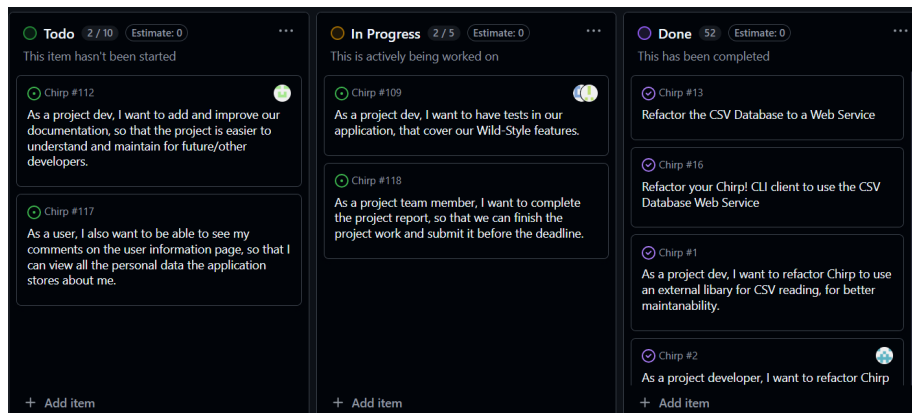 Todo 2 / 10 Estimate: 0
This item hasn't been started
Chirp #112
As a project dev, I want to add and improve our
documentation, so that the project is easier to
understand and maintain for future/other
developers.
Chirp #117
As a user, I also want to be able to see my
comments on the user information page, so that I
can view all the personal data the application
stores about me.
+ Add item
In Progress 2 / 5 Estimate: 0
This is actively being worked on
Chirp #109
As a project dev, I want to have tests in our
application, that cover our Wild-Style features.
Chirp #118
As a project team member, I want to complete
the project report, so that we can finish the
project work and submit it before the deadline.
+ Add item
Done 52 Estimate: 0
This has been completed
Chirp #13
Refactor the CSV Database to a Web Service
Chirp #16
Refactor your Chirp! CLI client to use the CSV
Database Web Service
Chirp #1
As a project dev, I want to refactor Chirp to use
an external libary for CSV reading, for better
maintanability.
Chirp #2
As a project developer, I want to refactor Chirp
+ Add item